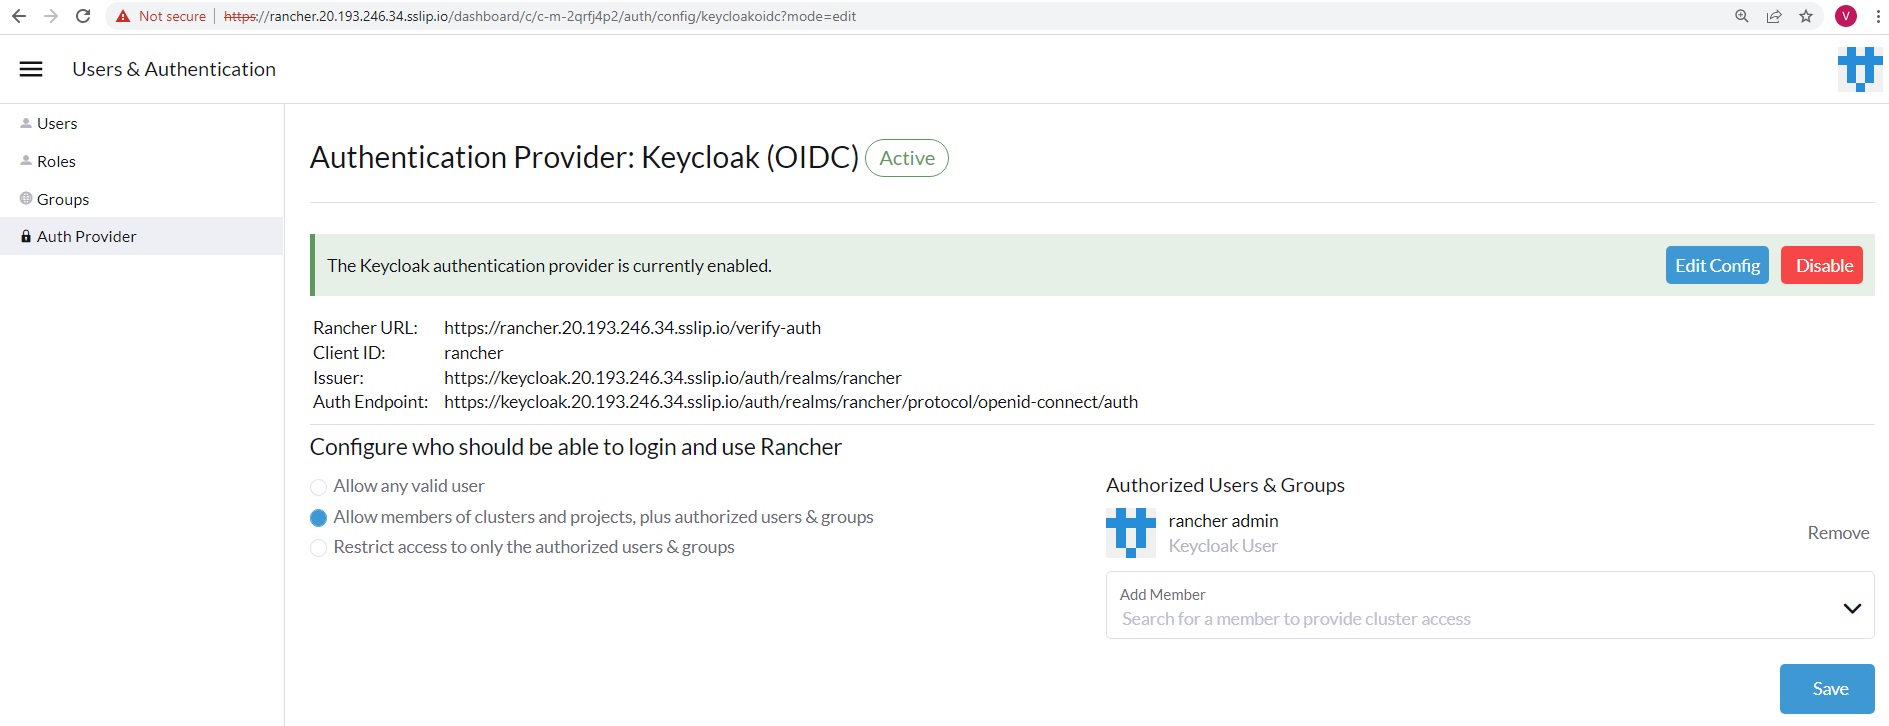 Not secure https://rancher.20.193.246.34.sslip.io/dashboard/c/c-m-2qrfj4p2/auth/config/keycloakoidc?mode=edit V
Users & Authentication
Users
Roles
Groups
Auth Provider
Authentication Provider: Keycloak (OIDC) Active
The Keycloak authentication provider is currently enabled. Edit Config Disable
Rancher URL: https://rancher.20.193.246.34.sslip.io/verify-auth
Client ID: rancher
Issuer: https://keycloak.20.193.246.34.sslip.io/auth/realms/rancher
Auth Endpoint: https://keycloak.20.193.246.34.sslip.io/auth/realms/rancher/protocol/openid-connect/auth
Configure who should be able to login and use Rancher
Allow any valid user
Allow members of clusters and projects, plus authorized users & groups
Restrict access to only the authorized users & groups
Authorized Users & Groups
rancher admin
Keycloak User
Remove
Add Member
Search for a member to provide cluster access
Save